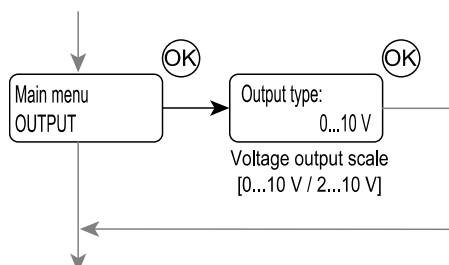 OK
OK
Main menu
OUTPUT
Output type:
0...10 V
Voltage output scale
[0...10 V / 2...10 V]